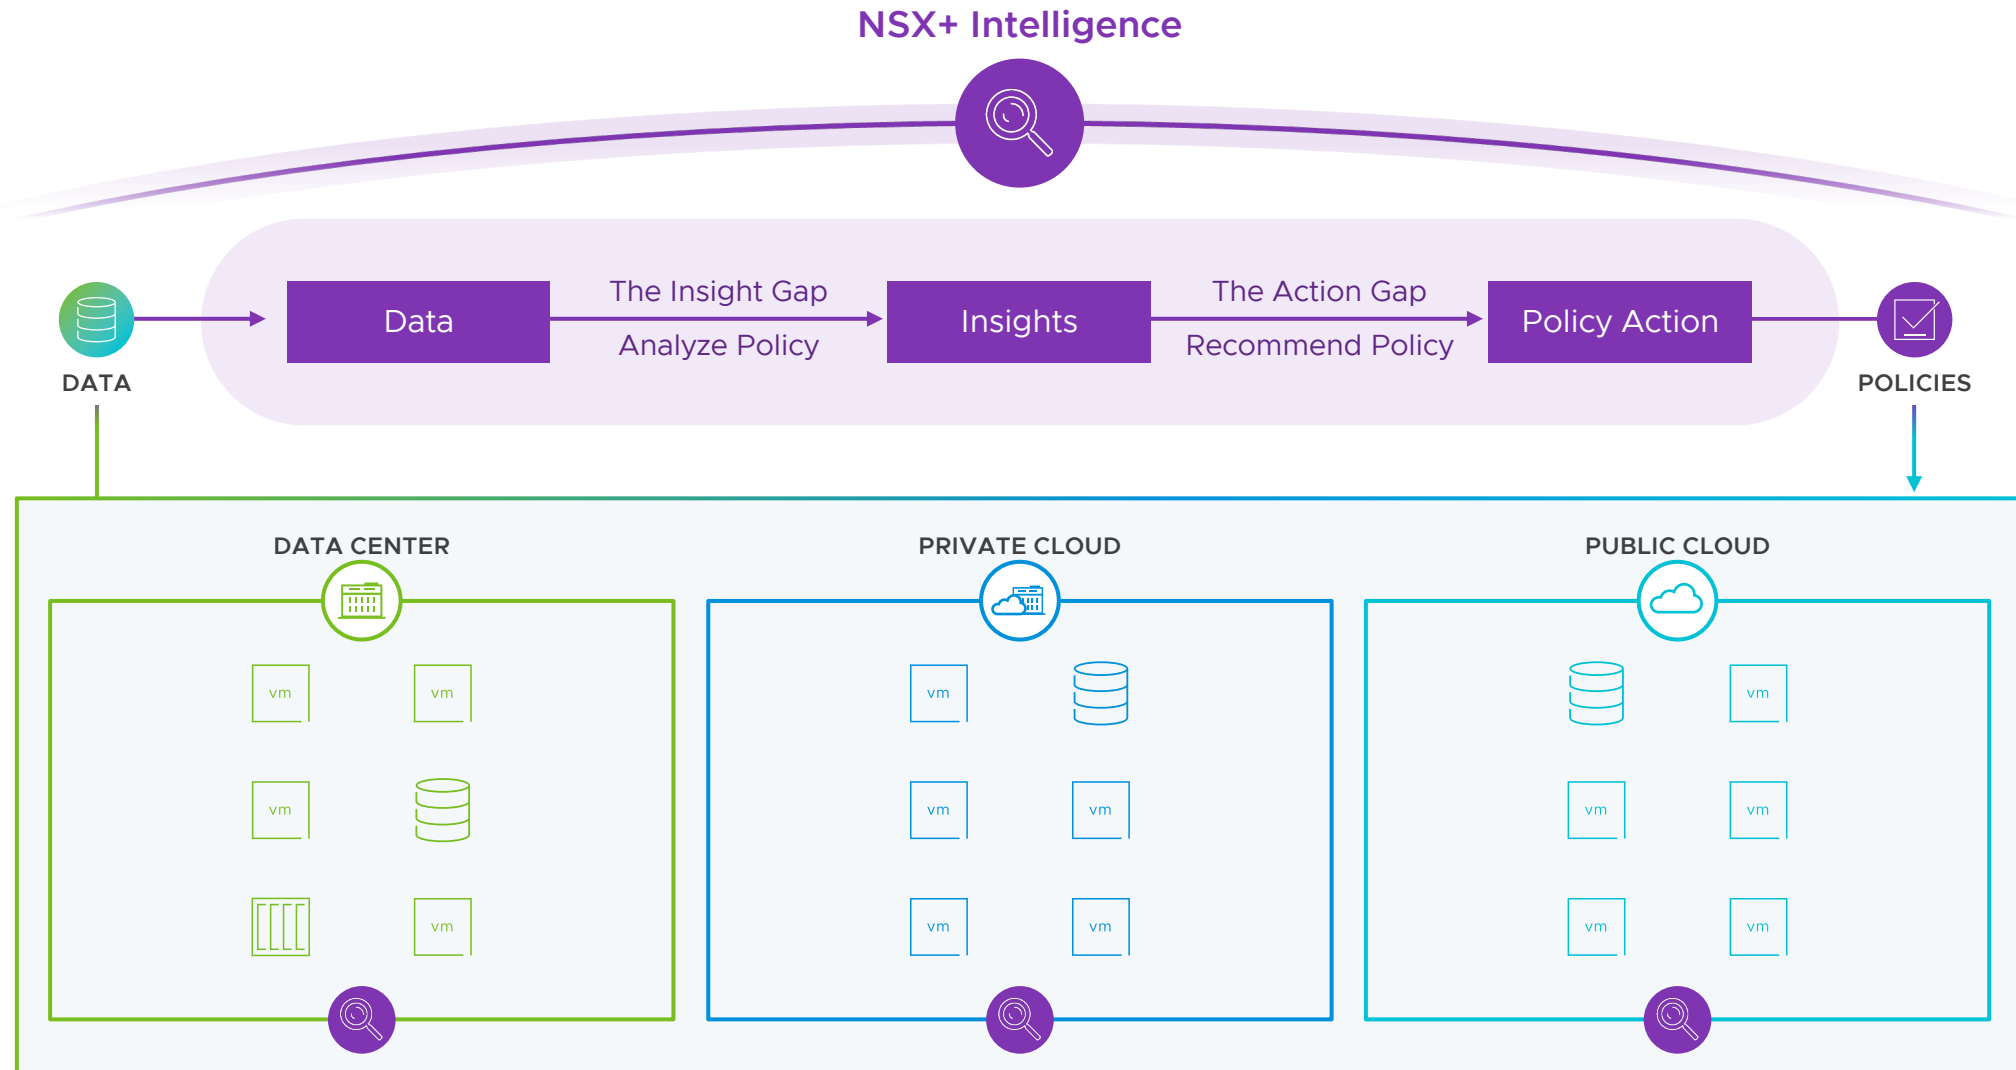 NSX+ Intelligence
The Insight Gap
The Action Gap
Data
Insights
Policy Action
Analyze Policy
Recommend Policy
DATA
POLICIES
DATA CENTER
PRIVATE CLOUD
PUBLIC CLOUD
vm
vm
vm
vm
vm
vm
vm
vm
vm
vm
vm
vm
vm
vm